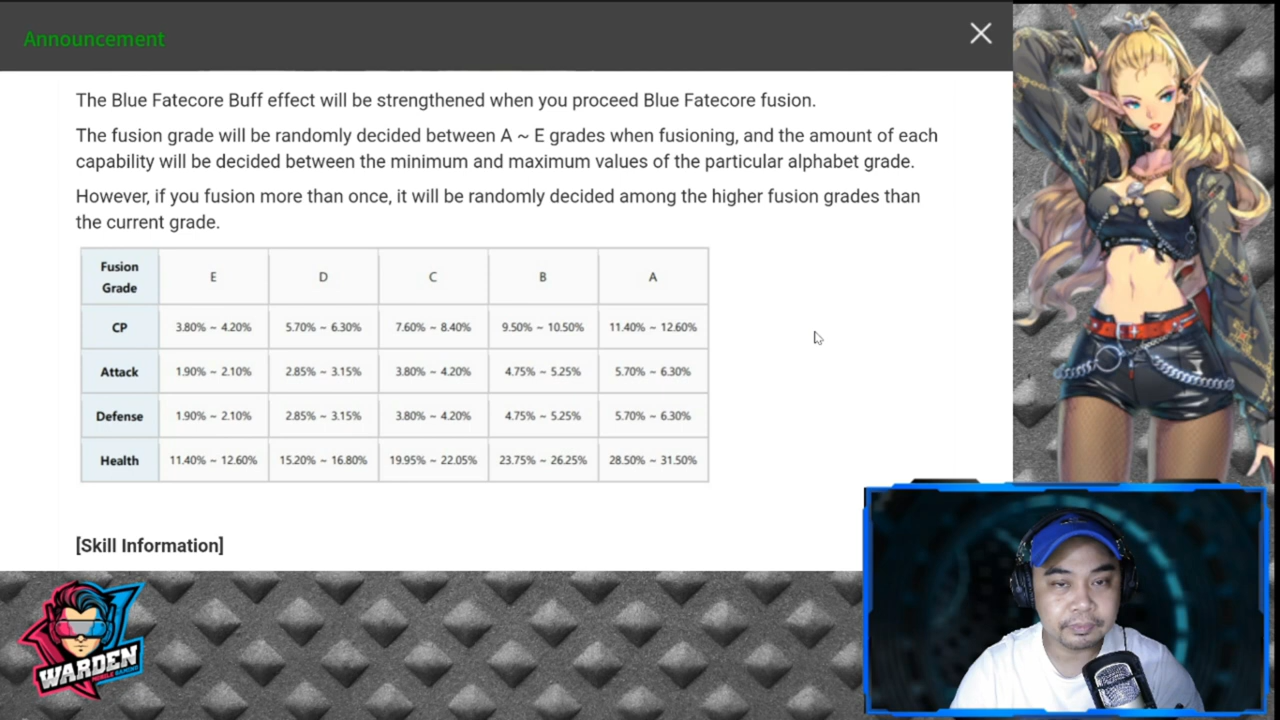 Announcement
The Blue Fatecore Buff effect will be strengthened when you proceed Blue Fatecore fusion.
The fusion grade will be randomly decided between A ~ E grades when fusioning, and the amount of each
capability will be decided between the minimum and maximum values of the particular alphabet grade.
However, if you fusion more than once, it will be randomly decided among the higher fusion grades than
the current grade.
Fusion
Grade E D C B A
CP 3.80% ~ 4.20% 5.70% ~ 6.30% 7.60% ~ 8.40% 9.50% ~ 10.50% 11.40% ~ 12.60%
Attack 1.90% ~ 2.10% 2.85% ~ 3.15% 3.80% ~ 4.20% 4.75% ~ 5.25% 5.70% ~ 6.30%
Defense 1.90% ~ 2.10% 2.85% ~ 3.15% 3.80% ~ 4.20% 4.75% ~ 5.25% 5.70% ~ 6.30%
Health 11.40% ~ 12.60% 15.20% ~ 16.80% 19.95% ~ 22.05% 23.75% ~ 26.25% 28.50% ~ 31.50%
[Skill Information]
WARDEN
MOBILE GAMING